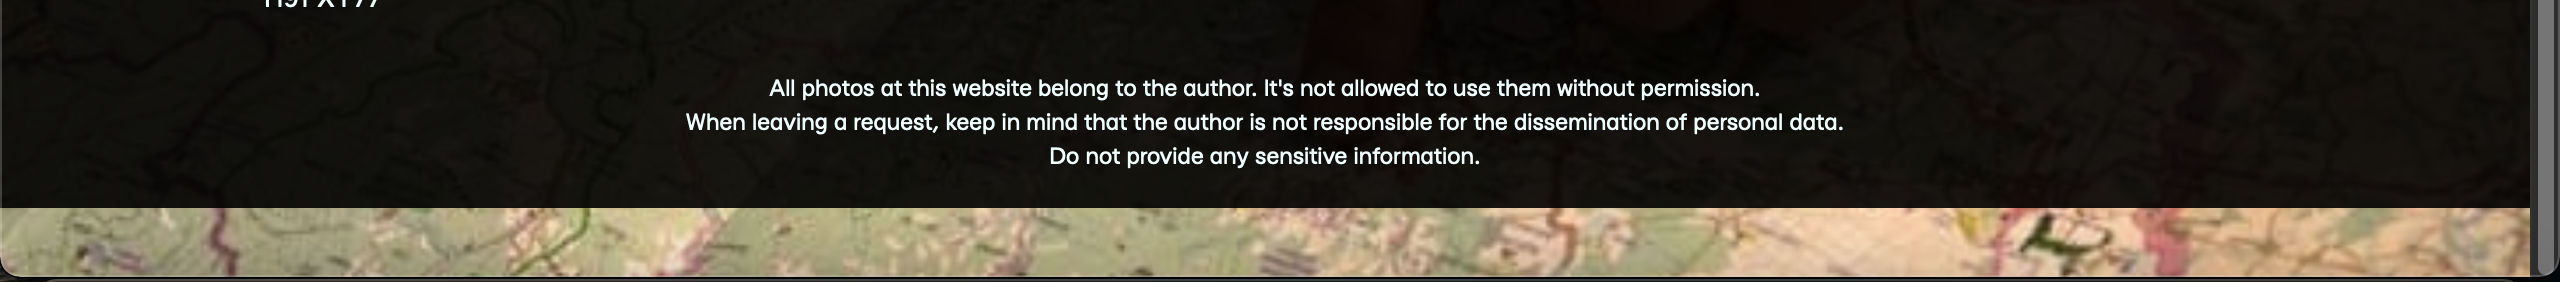 All photos at this website belong to the author. It's not allowed to use them without permission.
When leaving a request, keep in mind that the author is not responsible for the dissemination of personal data.
Do not provide any sensitive information.